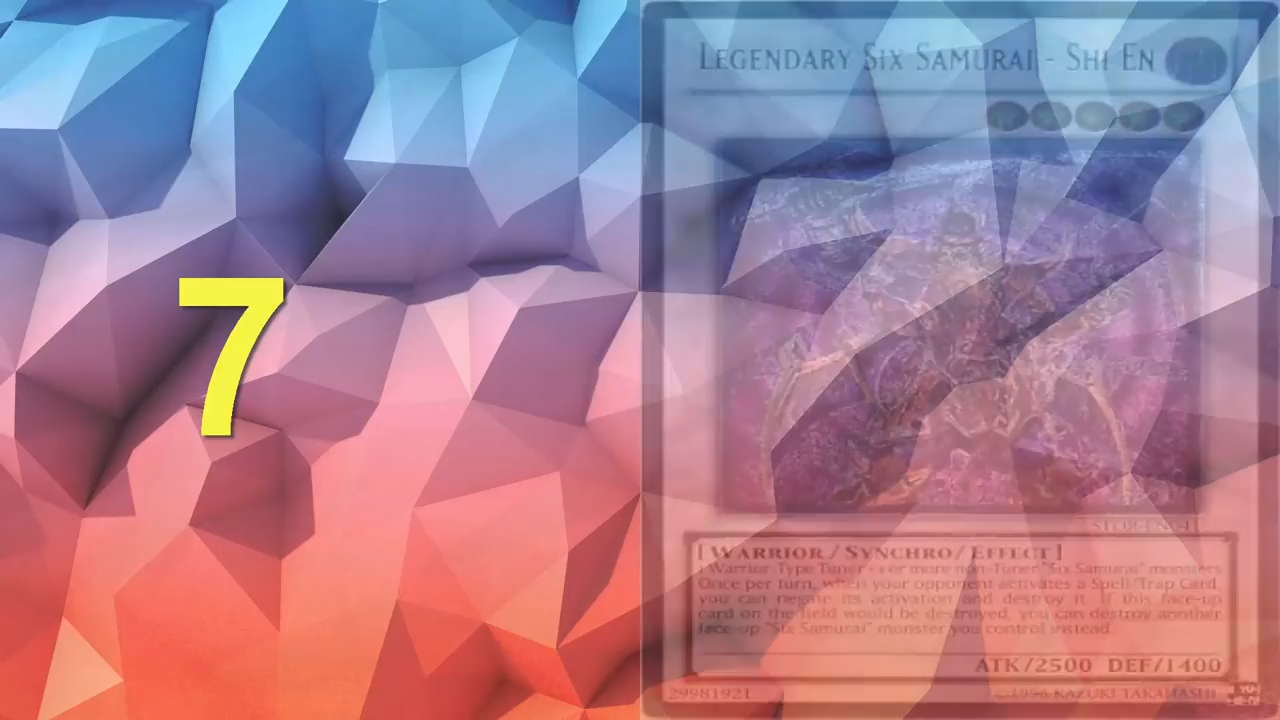 7
LEGENDARY SIX SAMURAI - SHI EN
STOR-EN041
[WARRIOR / SYNCHRO / EFFECT]
1 Warrior-Type Tuner + 1 or more non-Tuner "Six Samurai" monsters
Once per turn, when your opponent activates a Spell/Trap Card,
you can negate its activation and destroy it. If this face-up
card on the field would be destroyed, you can destroy another
face-up "Six Samurai" monster you control instead.
ATK/2500 DEF/1400
29981921
©1996 KAZUKI TAKAHASHI